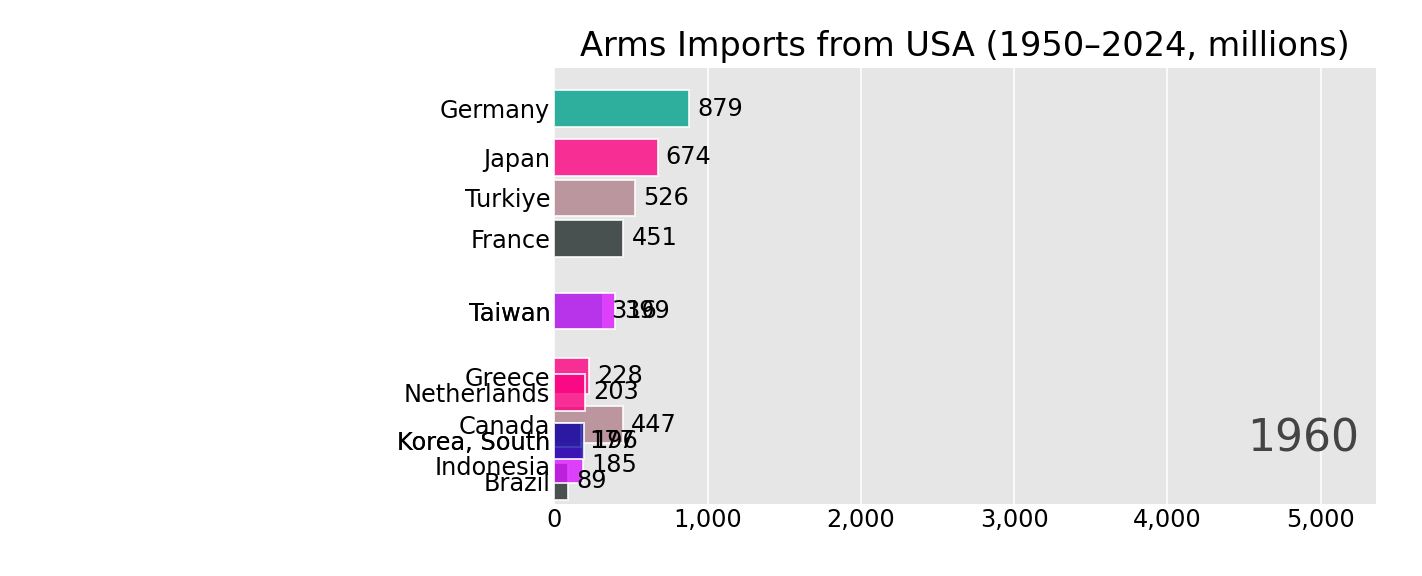 Arms Imports from USA (1950–2024, millions)
Germany 879
Japan 674
Turkiye 526
France 451
Taiwan
Greece 228
Netherlands 203
Canada 447
Korea, South
Indonesia 185
Brazil 89
1960
0 1,000 2,000 3,000 4,000 5,000